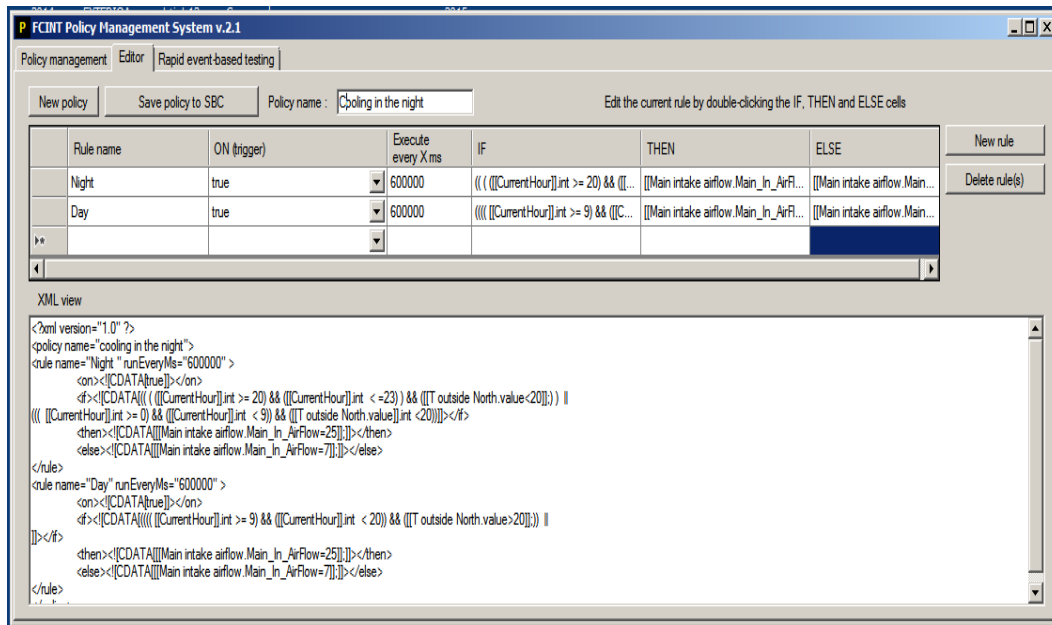 FCINT Policy Management System v.2.1
Policy management Editor Rapid event-based testing
New policy Save policy to SBC Policy name : Cooling in the night Edit the current rule by double-clicking the IF, THEN and ELSE cells
Rule name ON (trigger) Execute every X ms IF THEN ELSE New rule
Night true 600000 (( ( ([[CurrentHour]].int >= 20) && ([[... [[Main intake airflow.Main_In_AirFl... [[Main intake airflow.Main... Delete rule(s)
Day true 600000 (((( [[CurrentHour]].int >= 9) && ([[C... [[Main intake airflow.Main_In_AirFl... [[Main intake airflow.Main...
XML view
<?xml version="1.0" ?>
<policy name="cooling in the night">
<rule name="Night " runEveryMs="600000" >
<on><![CDATA[true]]></on>
<if><![CDATA[(( ( ([[CurrentHour]].int >= 20) && ([[CurrentHour]].int < =23) ) && ([[T outside North.value<20]];) ) ||
((( [[CurrentHour]].int >= 0) && ([[CurrentHour]].int < 9)) && ([[T outside North.value]].int <20))]]></if>
<then><![CDATA[[[Main intake airflow.Main_In_AirFlow=25]];]]></then>
<else><![CDATA[[[Main intake airflow.Main_In_AirFlow=7]];]]></else>
</rule>
<rule name="Day" runEveryMs="600000" >
<on><![CDATA[true]]></on>
<if><![CDATA[(((( [[CurrentHour]].int >= 9) && ([[CurrentHour]].int < 20)) && ([[T outside North.value>20]];)) ||
]]></if>
<then><![CDATA[[[Main intake airflow.Main_In_AirFlow=25]];]]></then>
<else><![CDATA[[[Main intake airflow.Main_In_AirFlow=7]];]]></else>
</rule>